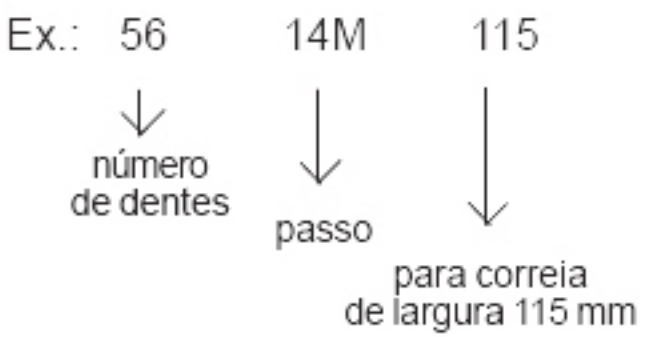 Ex.: 56 14M 115
número
de dentes
passo
para correia
de largura 115 mm